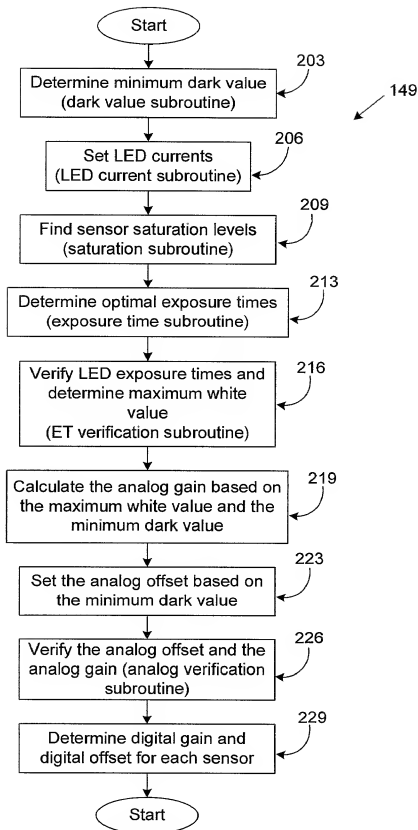 Start
Determine minimum dark value
(dark value subroutine)
203
149
Set LED currents
(LED current subroutine)
206
Find sensor saturation levels
(saturation subroutine)
209
Determine optimal exposure times
(exposure time subroutine)
213
Verify LED exposure times and
determine maximum white
value
(ET verification subroutine)
216
Calculate the analog gain based on
the maximum white value and the
minimum dark value
219
Set the analog offset based on
the minimum dark value
223
Verify the analog offset and the
analog gain (analog verification
subroutine)
226
Determine digital gain and
digital offset for each sensor
229
Start